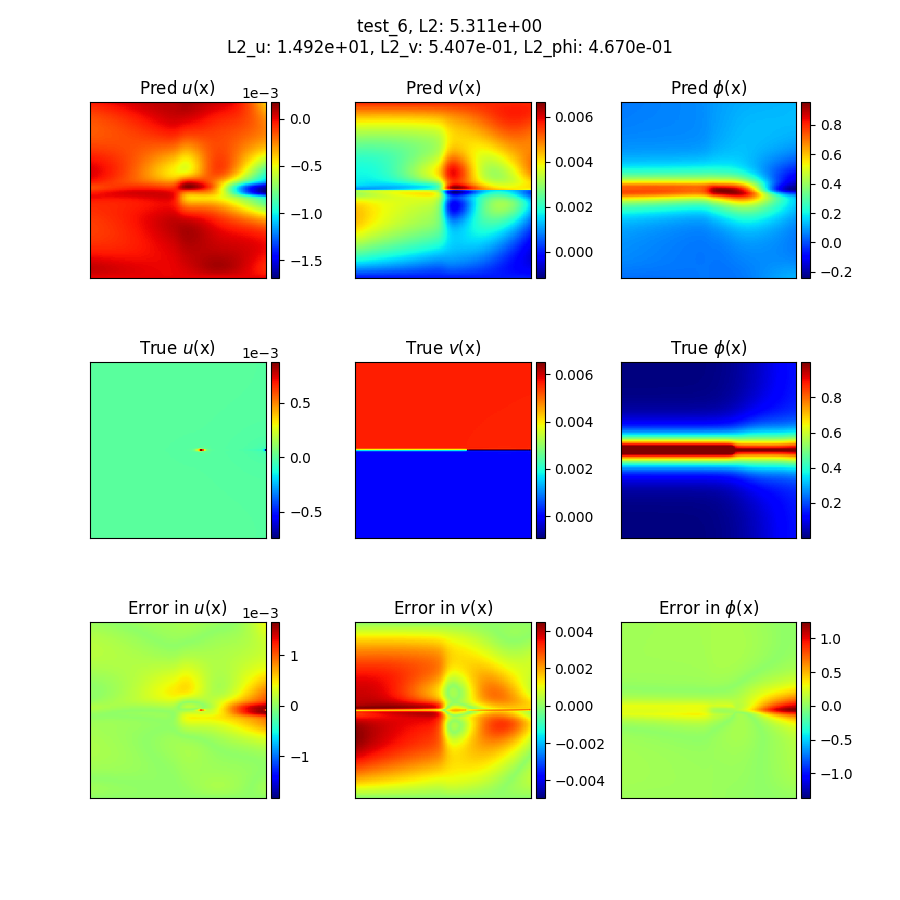 test_6, L2: 5.311e+00
L2_u: 1.492e+01, L2_v: 5.407e-01, L2_phi: 4.670e-01
Pred u(x)
1e−3
0.0
−0.5
−1.0
−1.5
Pred v(x)
0.006
0.004
0.002
0.000
Pred ϕ(x)
0.8
0.6
0.4
0.2
0.0
−0.2
True u(x)
1e−3
0.5
0.0
−0.5
True v(x)
0.006
0.004
0.002
0.000
True ϕ(x)
0.8
0.6
0.4
0.2
Error in u(x)
1e−3
1
0
−1
Error in v(x)
0.004
0.002
0.000
−0.002
−0.004
Error in ϕ(x)
1.0
0.5
0.0
−0.5
−1.0